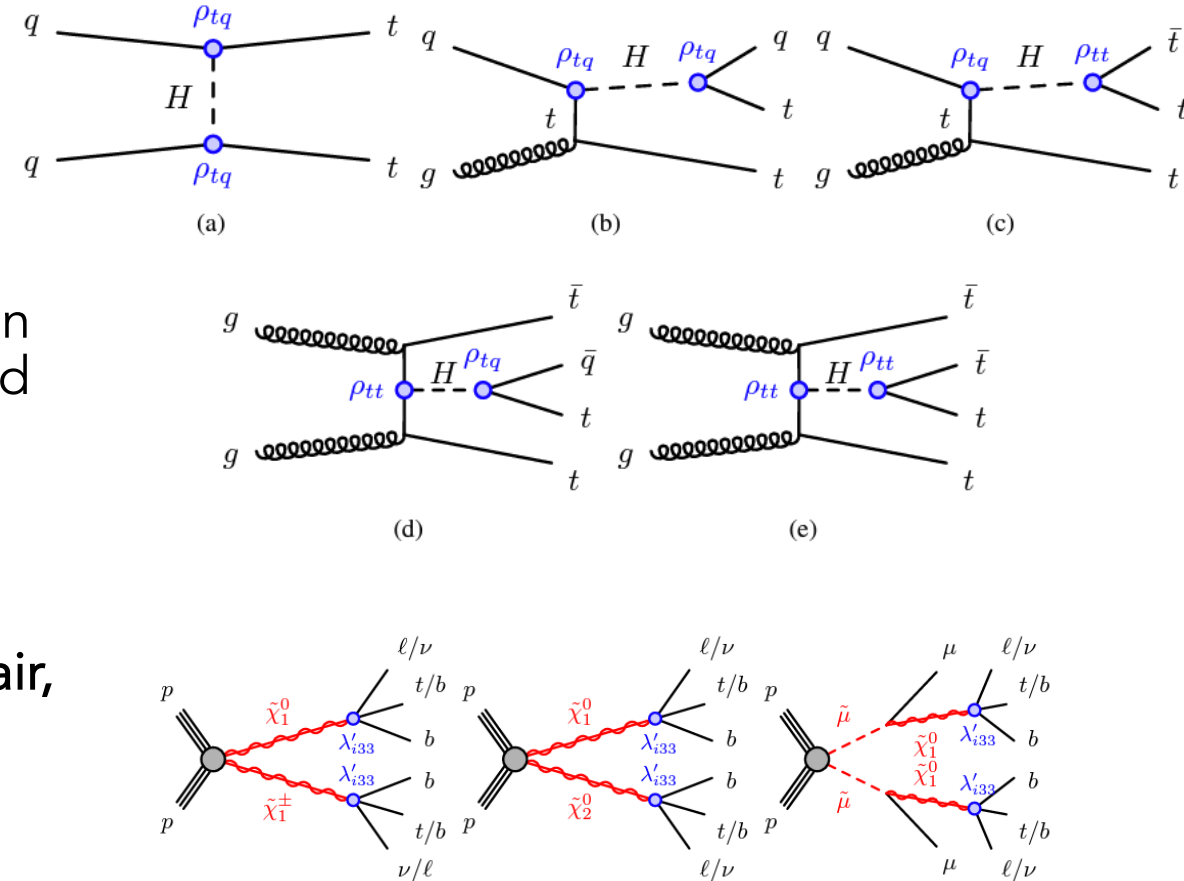 ρtq ρtq ρtq ρtq ρtt
q t q H q q H t̄
H t t t t
q t g t g t
ρtq
(a) (b) (c)
n
d
g t̄ g t̄
ρtt H ρtq q̄ ρtt H ρtt t̄
t t
g t g t
(d) (e)
air,
p ℓ/ν p ℓ/ν p μ ℓ/ν
χ̃⁰₁ t/b χ̃⁰₁ t/b μ̃ χ̃⁰₁ t/b
λ′i33 b λ′i33 b λ′i33 b
λ′i33 b λ′i33 b χ̃⁰₁ λ′i33 b
χ̃±₁ t/b χ̃⁰₂ t/b μ̃ t/b
p ν/ℓ p ℓ/ν p μ ℓ/ν